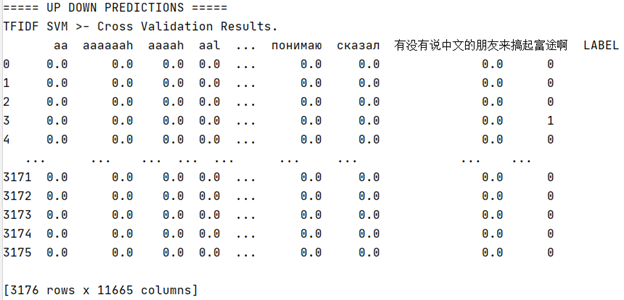 ===== UP DOWN PREDICTIONS =====
TFIDF SVM >- Cross Validation Results.
aa aaaaaah aaaah aal ... понимаю сказал 有没有说中文的朋友来搞起富途啊 LABEL
0 0.0 0.0 0.0 0.0 ... 0.0 0.0 0.0 0
1 0.0 0.0 0.0 0.0 ... 0.0 0.0 0.0 0
2 0.0 0.0 0.0 0.0 ... 0.0 0.0 0.0 0
3 0.0 0.0 0.0 0.0 ... 0.0 0.0 0.0 1
4 0.0 0.0 0.0 0.0 ... 0.0 0.0 0.0 0
... ... ... ... ... ... ... ... ...
3171 0.0 0.0 0.0 0.0 ... 0.0 0.0 0.0 0
3172 0.0 0.0 0.0 0.0 ... 0.0 0.0 0.0 0
3173 0.0 0.0 0.0 0.0 ... 0.0 0.0 0.0 0
3174 0.0 0.0 0.0 0.0 ... 0.0 0.0 0.0 0
3175 0.0 0.0 0.0 0.0 ... 0.0 0.0 0.0 0
[3176 rows x 11665 columns]